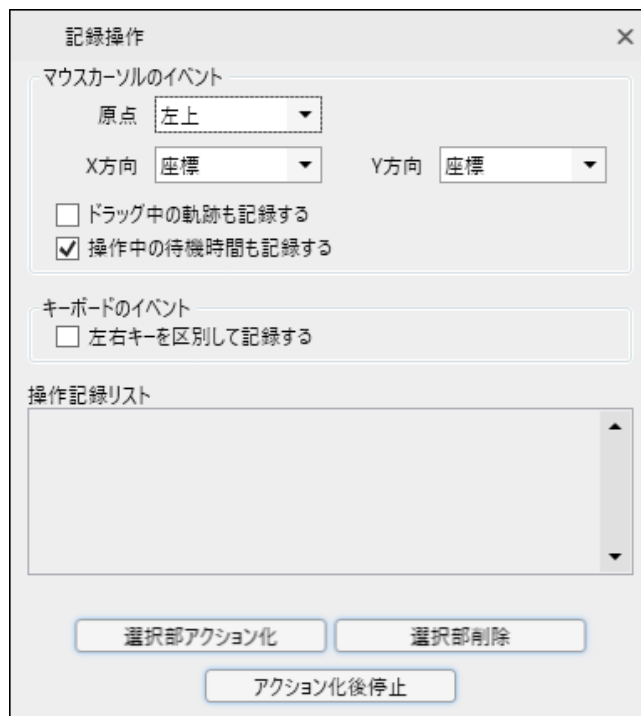 記録操作
マウスカーソルのイベント
原点 左上
X方向 座標 Y方向 座標
ドラッグ中の軌跡も記録する
操作中の待機時間も記録する
キーボードのイベント
左右キーを区別して記録する
操作記録リスト
選択部アクション化 選択部削除
アクション化後停止